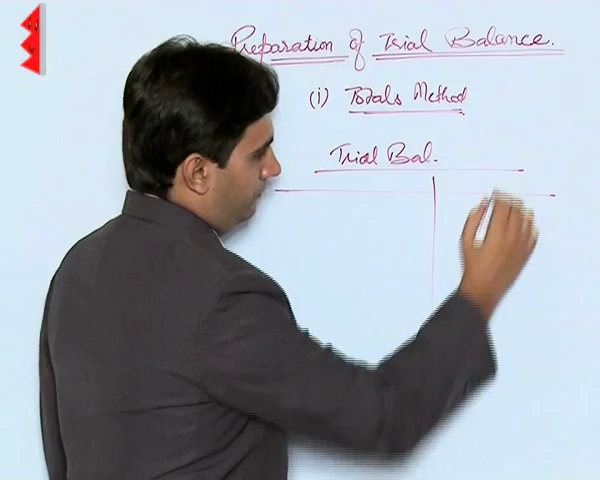 Preparation of Trial Balance.
(i) Totals Method
Trial Bal.